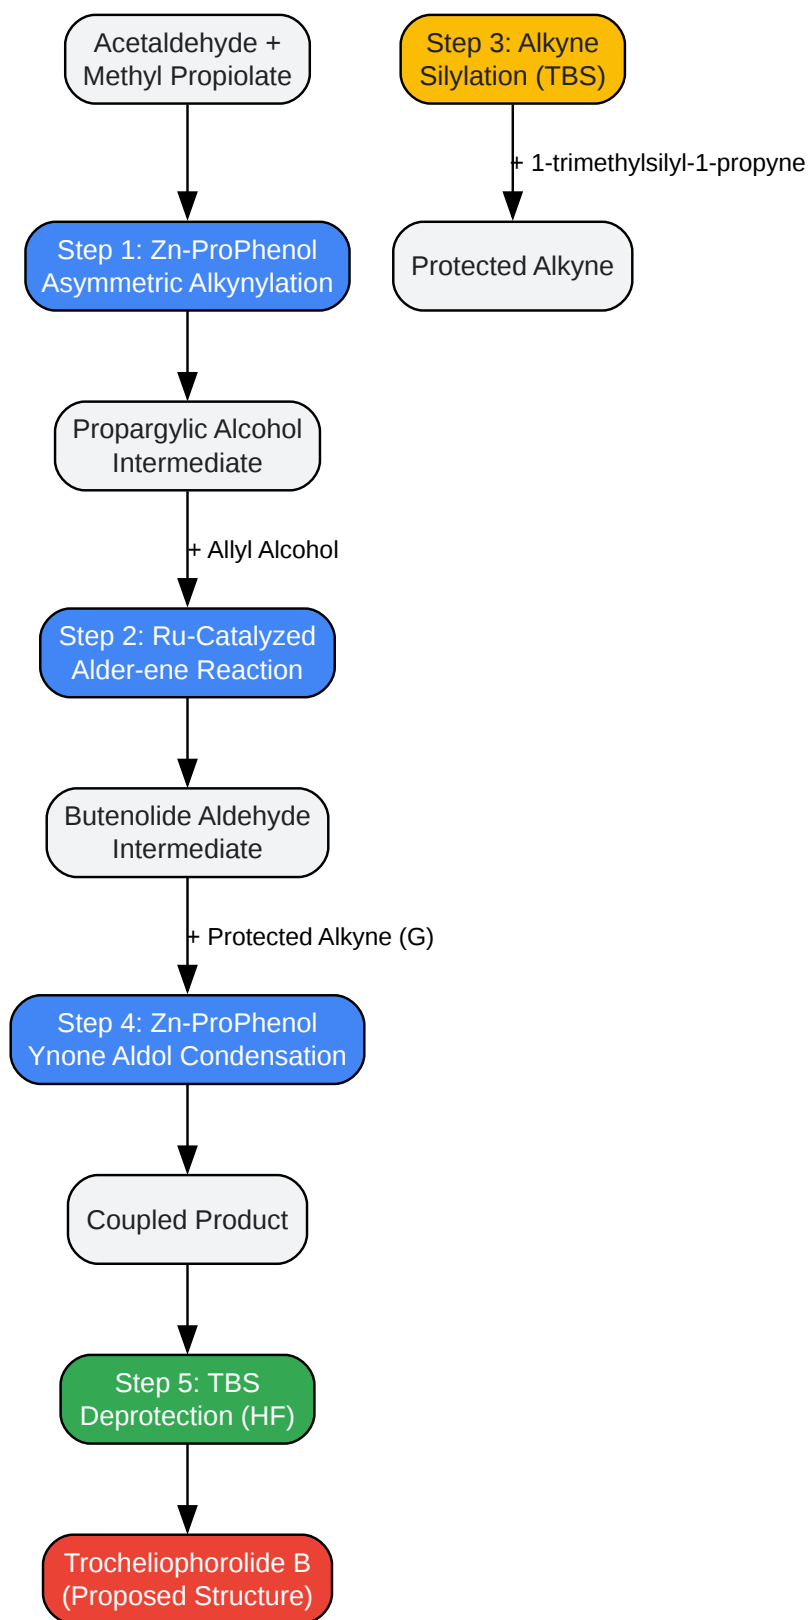 Acetaldehyde +
Methyl Propiolate
Step 1: Zn-ProPhenol
Asymmetric Alkynylation
Propargylic Alcohol
Intermediate
+ Allyl Alcohol
Step 2: Ru-Catalyzed
Alder-ene Reaction
Butenolide Aldehyde
Intermediate
+ Protected Alkyne (G)
Step 4: Zn-ProPhenol
Ynone Aldol Condensation
Coupled Product
Step 5: TBS
Deprotection (HF)
Trocheliophorolide B
(Proposed Structure)
Step 3: Alkyne
Silylation (TBS)
+ 1-trimethylsilyl-1-propyne
Protected Alkyne